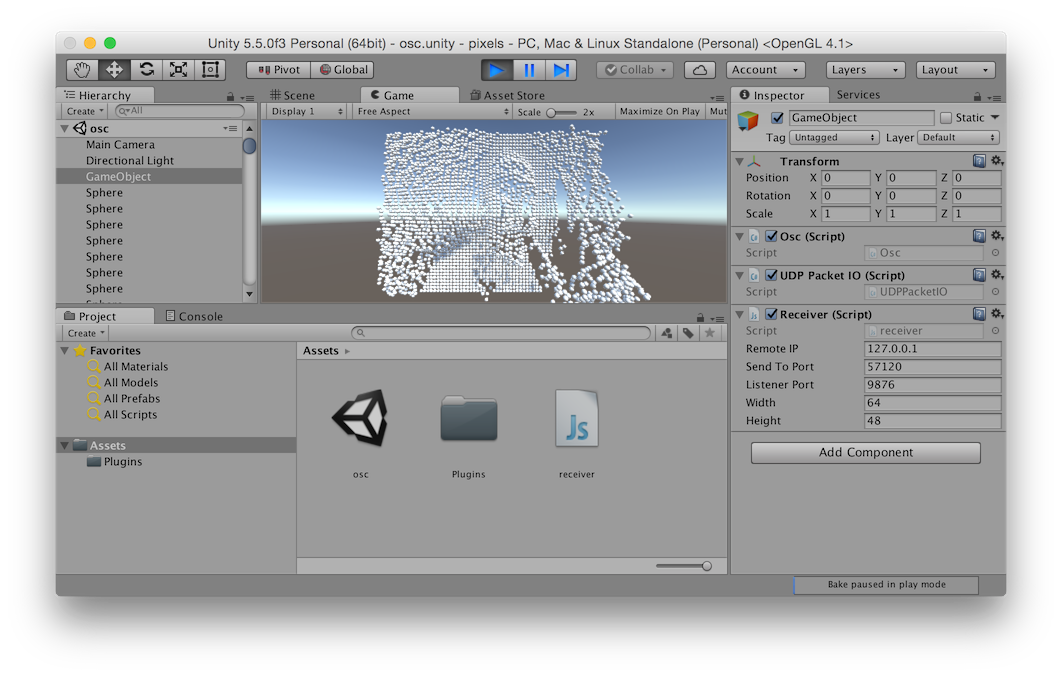 Unity 5.5.0f3 Personal (64bit) - osc.unity - pixels - PC, Mac & Linux Standalone (Personal) <OpenGL 4.1>
Pivot Global Collab Account Layers Layout
Hierarchy
Create All
osc
Main Camera
Directional Light
GameObject
Sphere
Sphere
Sphere
Sphere
Sphere
Sphere
Sphere
Scene Game Asset Store
Display 1 Free Aspect Scale 2x Maximize On Play Mut
Inspector Services
GameObject Static
Tag Untagged Layer Default
Transform
Position X 0 Y 0 Z 0
Rotation X 0 Y 0 Z 0
Scale X 1 Y 1 Z 1
Osc (Script)
Script Osc
UDP Packet IO (Script)
Script UDPPacketIO
Receiver (Script)
Script receiver
Remote IP 127.0.0.1
Send To Port 57120
Listener Port 9876
Width 64
Height 48
Add Component
Project Console
Create
Favorites
All Materials
All Models
All Prefabs
All Scripts
Assets
Plugins
Assets
Js
osc Plugins receiver
Bake paused in play mode